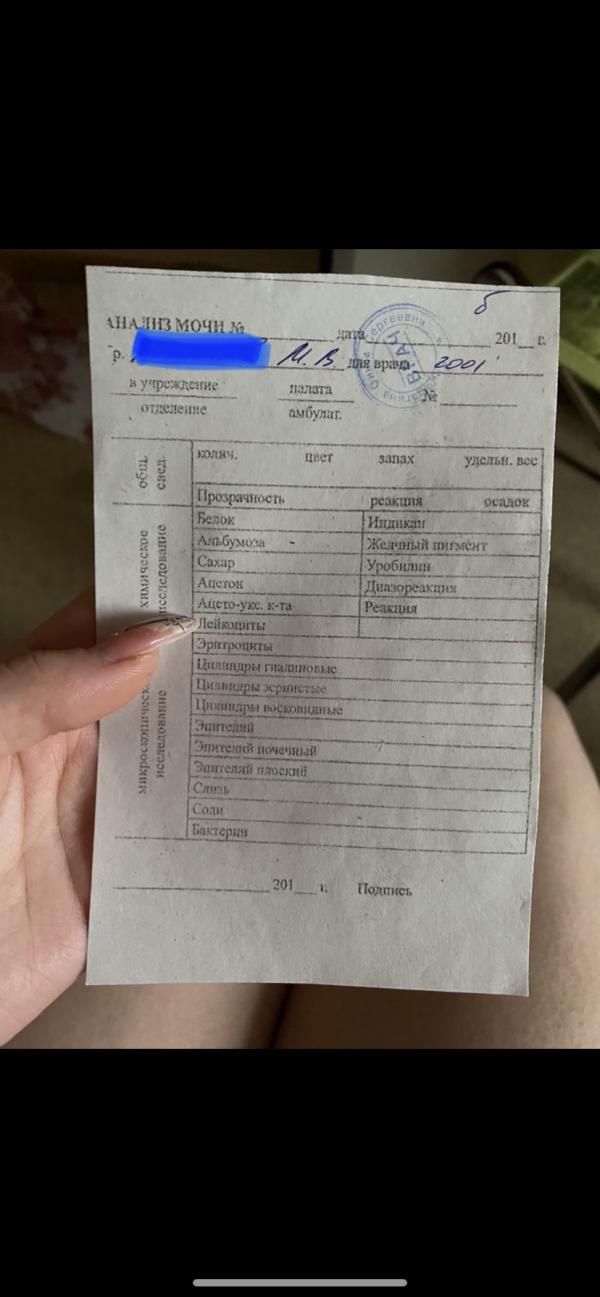 б
АНАЛИЗ МОЧИ № дата 201 г.
р. М. В. для врача 2001
в учреждение палата №
отделение амбулат.
общ. свед.
колич. цвет запах удельн. вес
Прозрачность реакция осадок
химическое исследование
Белок Индикан
Альбумоза - Желчный пигмент
Сахар Уробилин
Ацетон Диазореакция
Ацето-укс. к-та Реакция
исследование
Лейкоциты
Эритроциты
Цилиндры гиалиновые
Цилиндры зернистые
Цилиндры восковидные
Эпителий
Эпителий почечный
Эпителий плоский
Слизь
Соли
Бактерии
201 г. Подпись
ВРАЧ